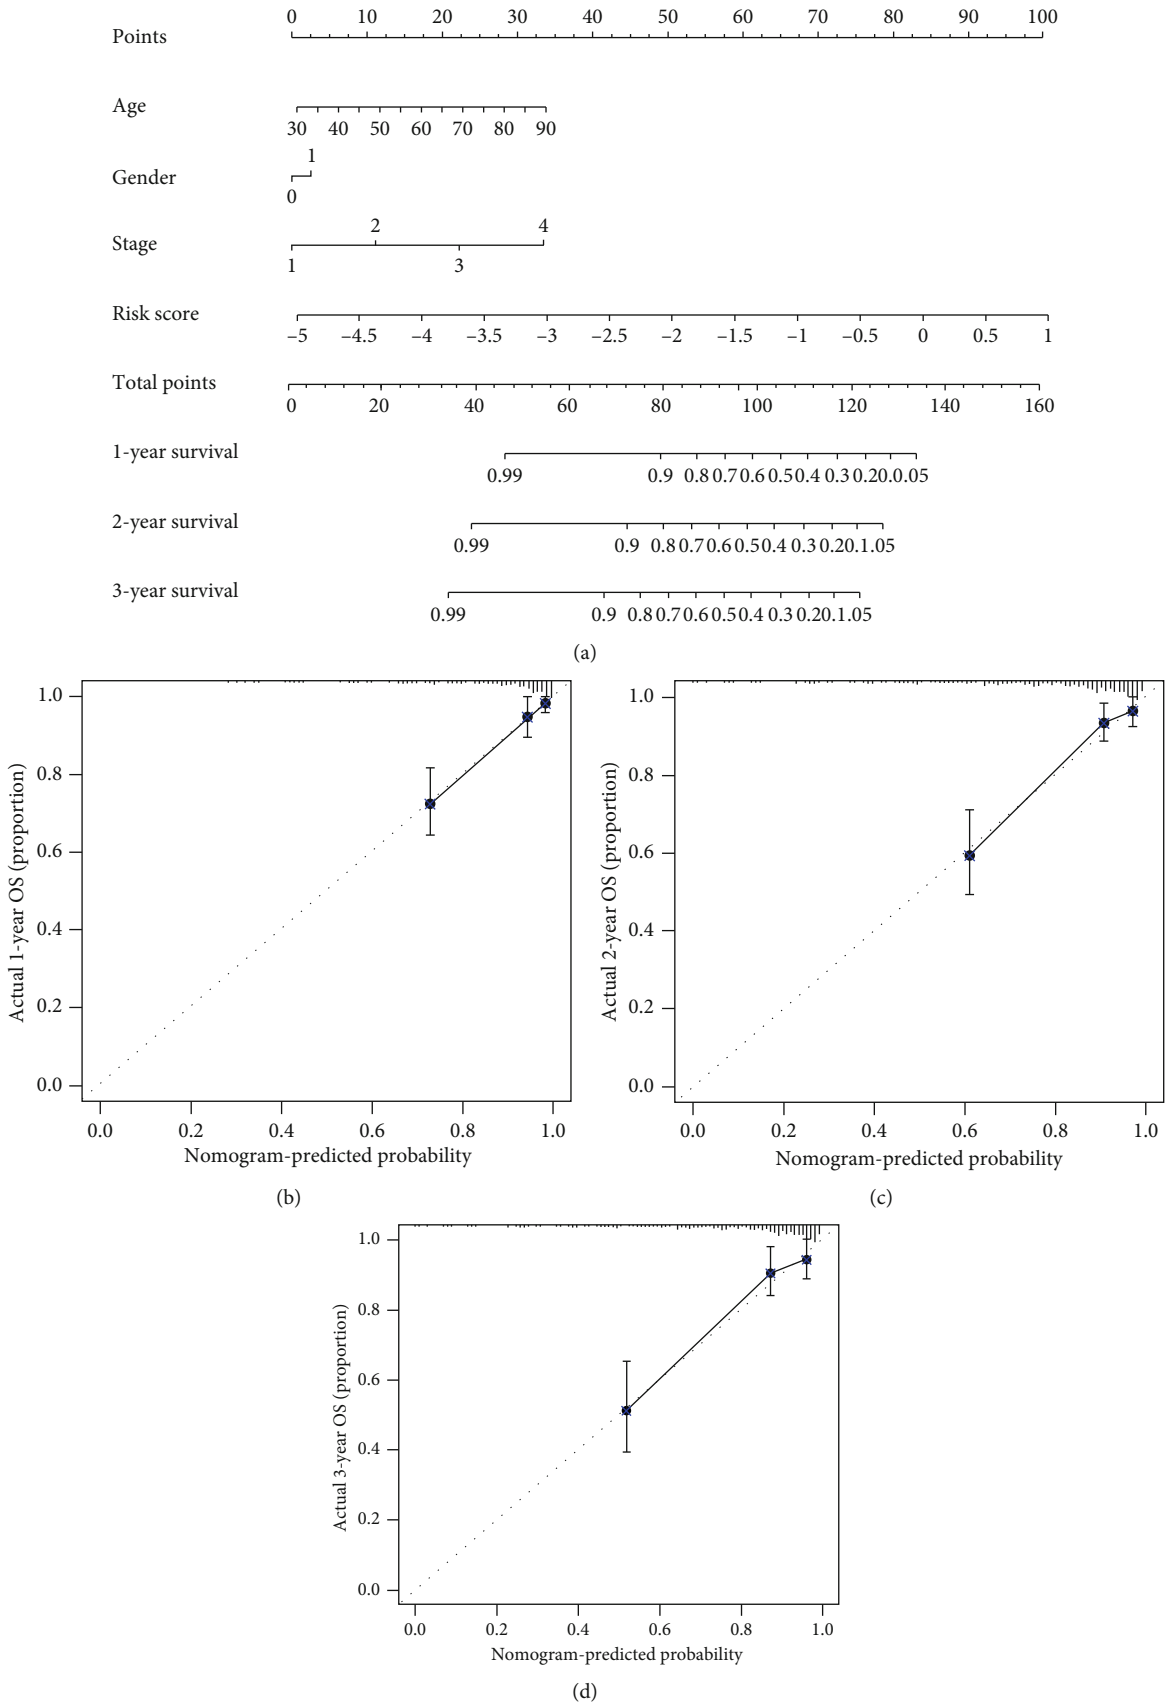 0 10 20 30 40 50 60 70 80 90 100
Points
Age
30 40 50 60 70 80 90
1
Gender
0
2 4
Stage
1 3
Risk score
–5 –4.5 –4 –3.5 –3 –2.5 –2 –1.5 –1 –0.5 0 0.5 1
Total points
0 20 40 60 80 100 120 140 160
1-year survival
0.99 0.9 0.8 0.7 0.6 0.5 0.4 0.3 0.20.0.05
2-year survival
0.99 0.9 0.8 0.7 0.6 0.5 0.4 0.3 0.20.1.05
3-year survival
0.99 0.9 0.8 0.7 0.6 0.5 0.4 0.3 0.20.1.05
(a)
Actual 1-year OS (proportion)
1.0
0.8
0.6
0.4
0.2
0.0
0.0 0.2 0.4 0.6 0.8 1.0
Nomogram-predicted probability
(b)
Actual 2-year OS (proportion)
1.0
0.8
0.6
0.4
0.2
0.0
0.0 0.2 0.4 0.6 0.8 1.0
Nomogram-predicted probability
(c)
Actual 3-year OS (proportion)
1.0
0.8
0.6
0.4
0.2
0.0
0.0 0.2 0.4 0.6 0.8 1.0
Nomogram-predicted probability
(d)